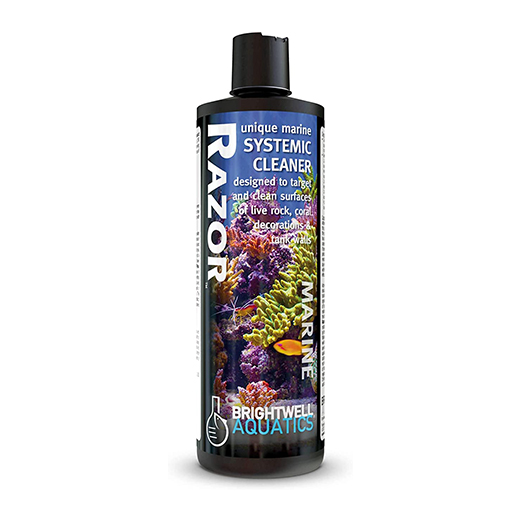 RAZOR™
unique marine
SYSTEMIC
CLEANER
designed to target
and clean surfaces
of live rock, coral
decorations &
tank walls
MARINE
BRIGHTWELL
AQUATICS